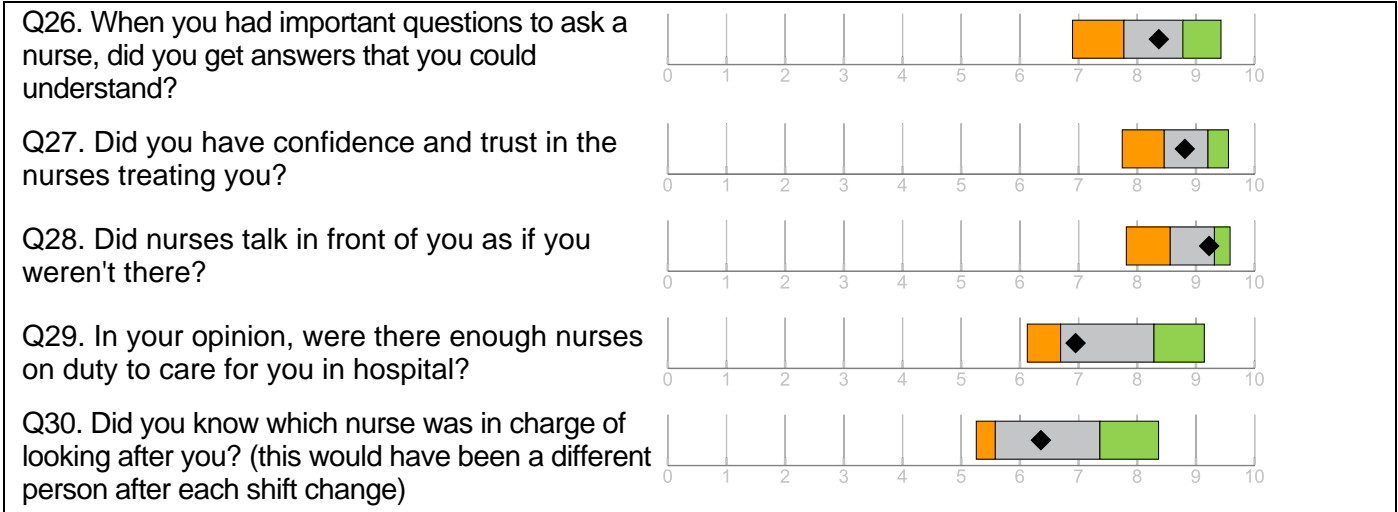 Q26. When you had important questions to ask a
nurse, did you get answers that you could
understand?
0 1 2 3 4 5 6 7 8 9 10
Q27. Did you have confidence and trust in the
nurses treating you?
0 1 2 3 4 5 6 7 8 9 10
Q28. Did nurses talk in front of you as if you
weren't there?
0 1 2 3 4 5 6 7 8 9 10
Q29. In your opinion, were there enough nurses
on duty to care for you in hospital?
0 1 2 3 4 5 6 7 8 9 10
Q30. Did you know which nurse was in charge of
looking after you? (this would have been a different
person after each shift change)
0 1 2 3 4 5 6 7 8 9 10